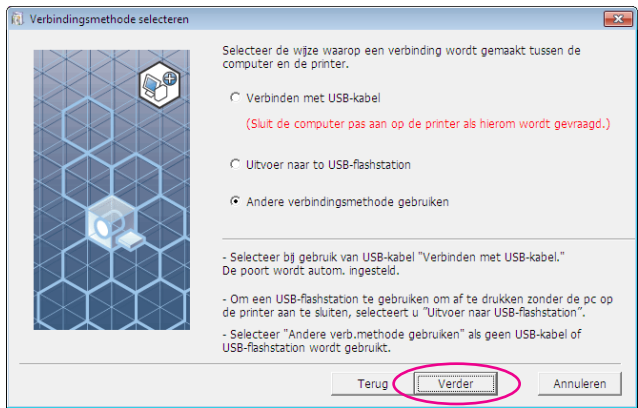 Verbindingsmethode selecteren
Selecteer de wijze waarop een verbinding wordt gemaakt tussen de
computer en de printer.
Verbinden met USB-kabel
(Sluit de computer pas aan op de printer als hierom wordt gevraagd.)
Uitvoer naar to USB-flashstation
Andere verbindingsmethode gebruiken
- Selecteer bij gebruik van USB-kabel "Verbinden met USB-kabel."
De poort wordt autom. ingesteld.
- Om een USB-flashstation te gebruiken om af te drukken zonder de pc op
de printer aan te sluiten, selecteert u "Uitvoer naar USB-flashstation".
- Selecteer "Andere verb.methode gebruiken" als geen USB-kabel of
USB-flashstation wordt gebruikt.
Terug Verder Annuleren